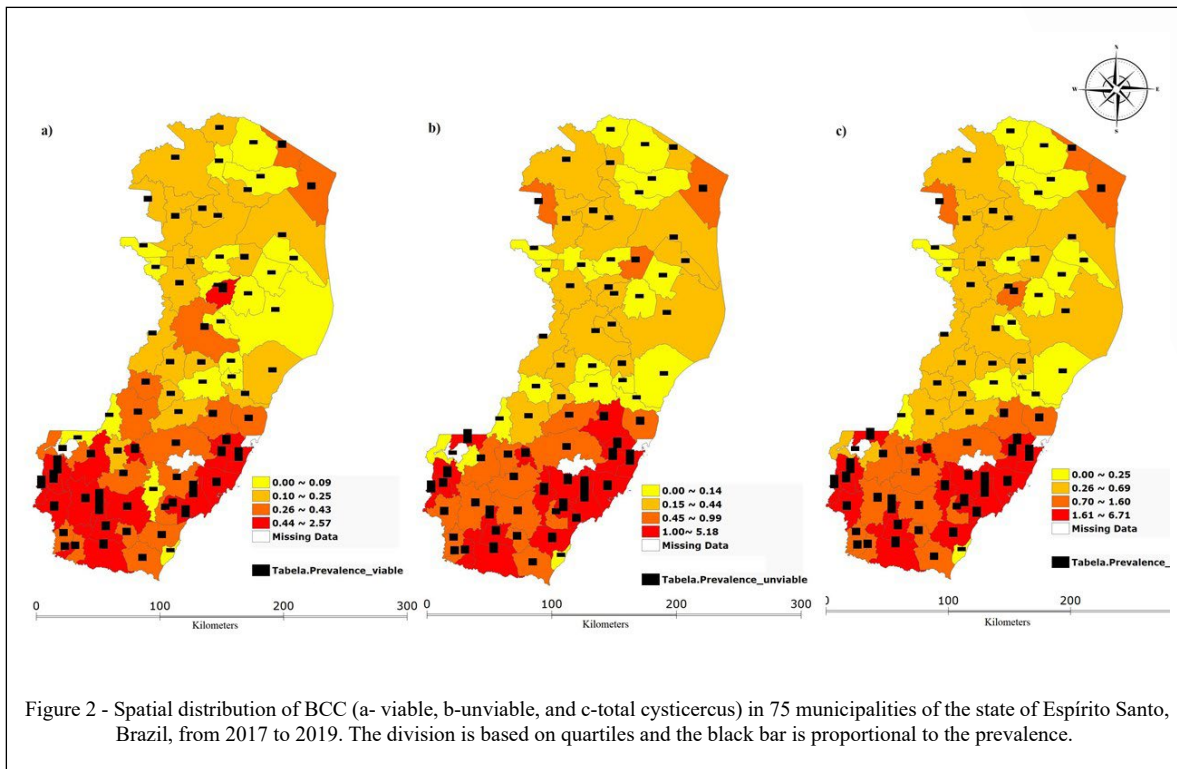 N
W
E
S
a)
b)
c)
0.00 ~ 0.09
0.10 ~ 0.25
0.26 ~ 0.43
0.44 ~ 2.57
Missing Data
Tabela.Prevalence_viable
0 100 200 300
Kilometers
0.00 ~ 0.14
0.15 ~ 0.44
0.45 ~ 0.99
1.00~ 5.18
Missing Data
Tabela.Prevalence_unviable
0 100 200 300
Kilometers
0.00 ~ 0.25
0.26 ~ 0.69
0.70 ~ 1.60
1.61 ~ 6.71
Missing Data
Tabela.Prevalence_
0 100 200
Kilometers
Figure 2 - Spatial distribution of BCC (a- viable, b-unviable, and c-total cysticercus) in 75 municipalities of the state of Espírito Santo,
Brazil, from 2017 to 2019. The division is based on quartiles and the black bar is proportional to the prevalence.